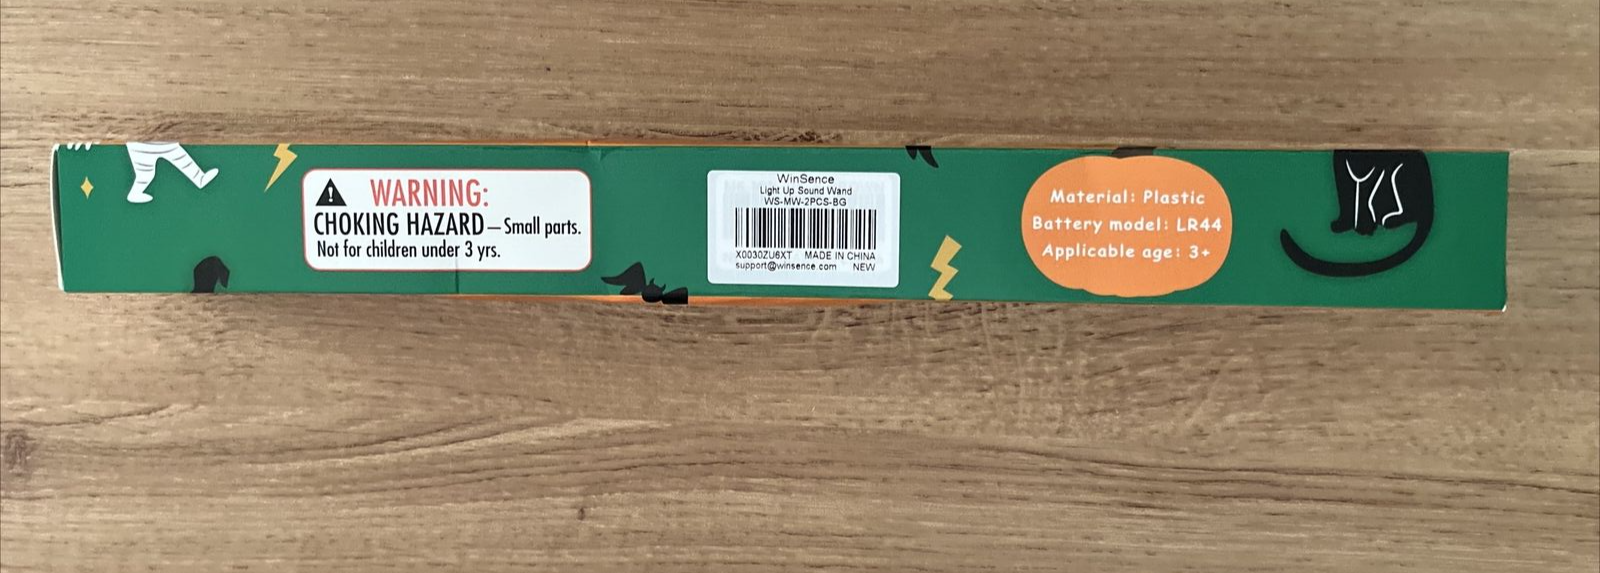 WARNING:
CHOKING HAZARD — Small parts.
Not for children under 3 yrs.
WinSence
Light Up Sound Wand
WS-MW-2PCS-BG
X0030ZU6XT MADE IN CHINA
support@winsence.com NEW
Material: Plastic
Battery model: LR44
Applicable age: 3+